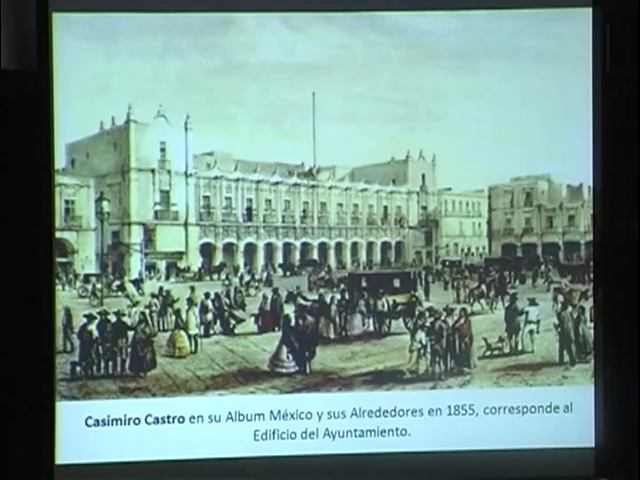 Casimiro Castro en su Album México y sus Alrededores en 1855, corresponde al
Edificio del Ayuntamiento.